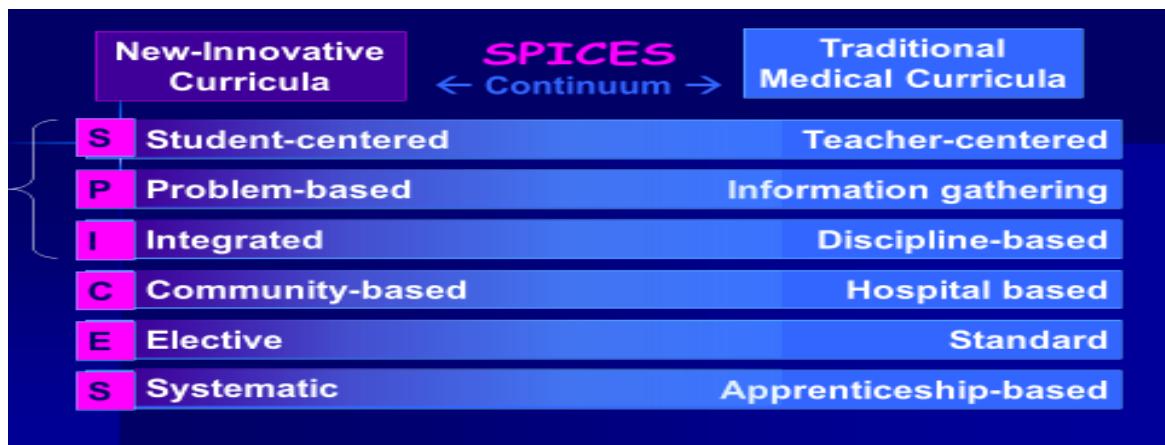 New-Innovative
Curricula
SPICES
← Continuum →
Traditional
Medical Curricula
S Student-centered Teacher-centered
P Problem-based Information gathering
I Integrated Discipline-based
C Community-based Hospital based
E Elective Standard
S Systematic Apprenticeship-based